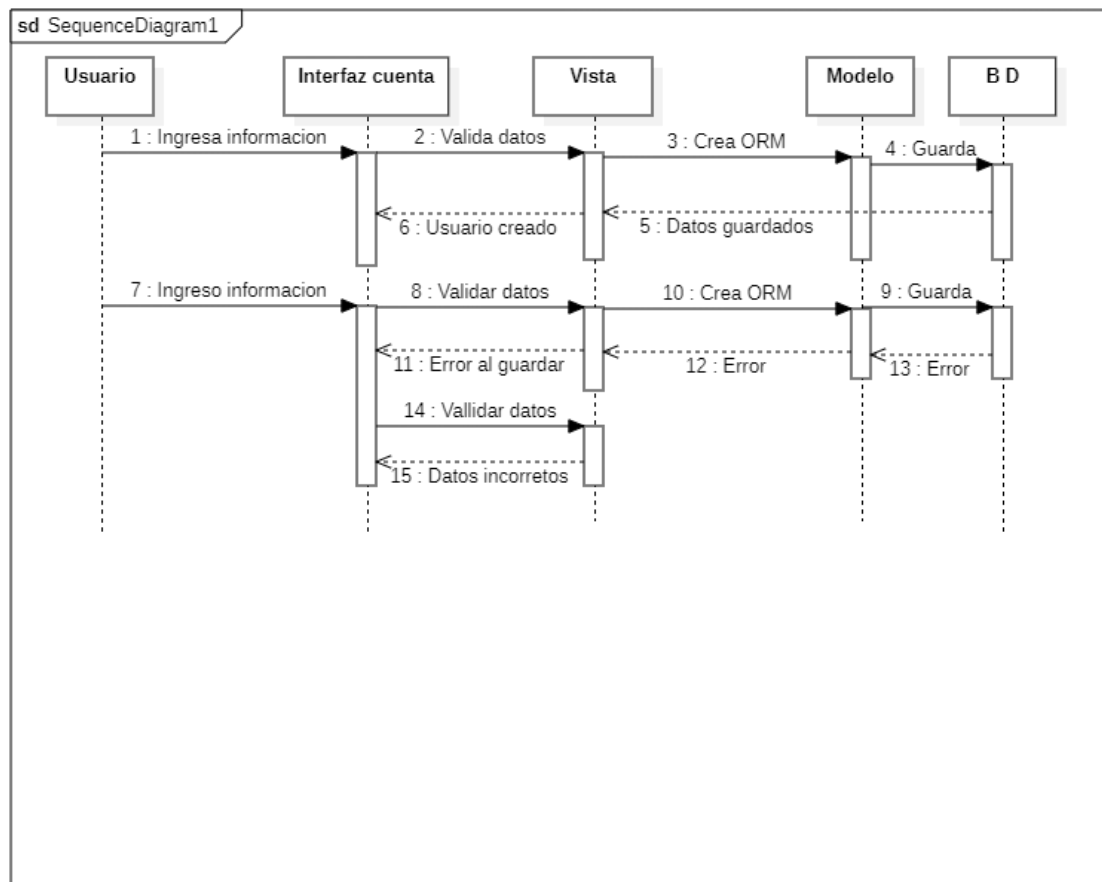 sd SequenceDiagram1
Usuario
Interfaz cuenta
Vista
Modelo
B D
1 : Ingresa informacion
2 : Valida datos
3 : Crea ORM
4 : Guarda
6 : Usuario creado
5 : Datos guardados
7 : Ingreso informacion
8 : Validar datos
10 : Crea ORM
9 : Guarda
11 : Error al guardar
12 : Error
13 : Error
14 : Vallidar datos
15 : Datos incorretos